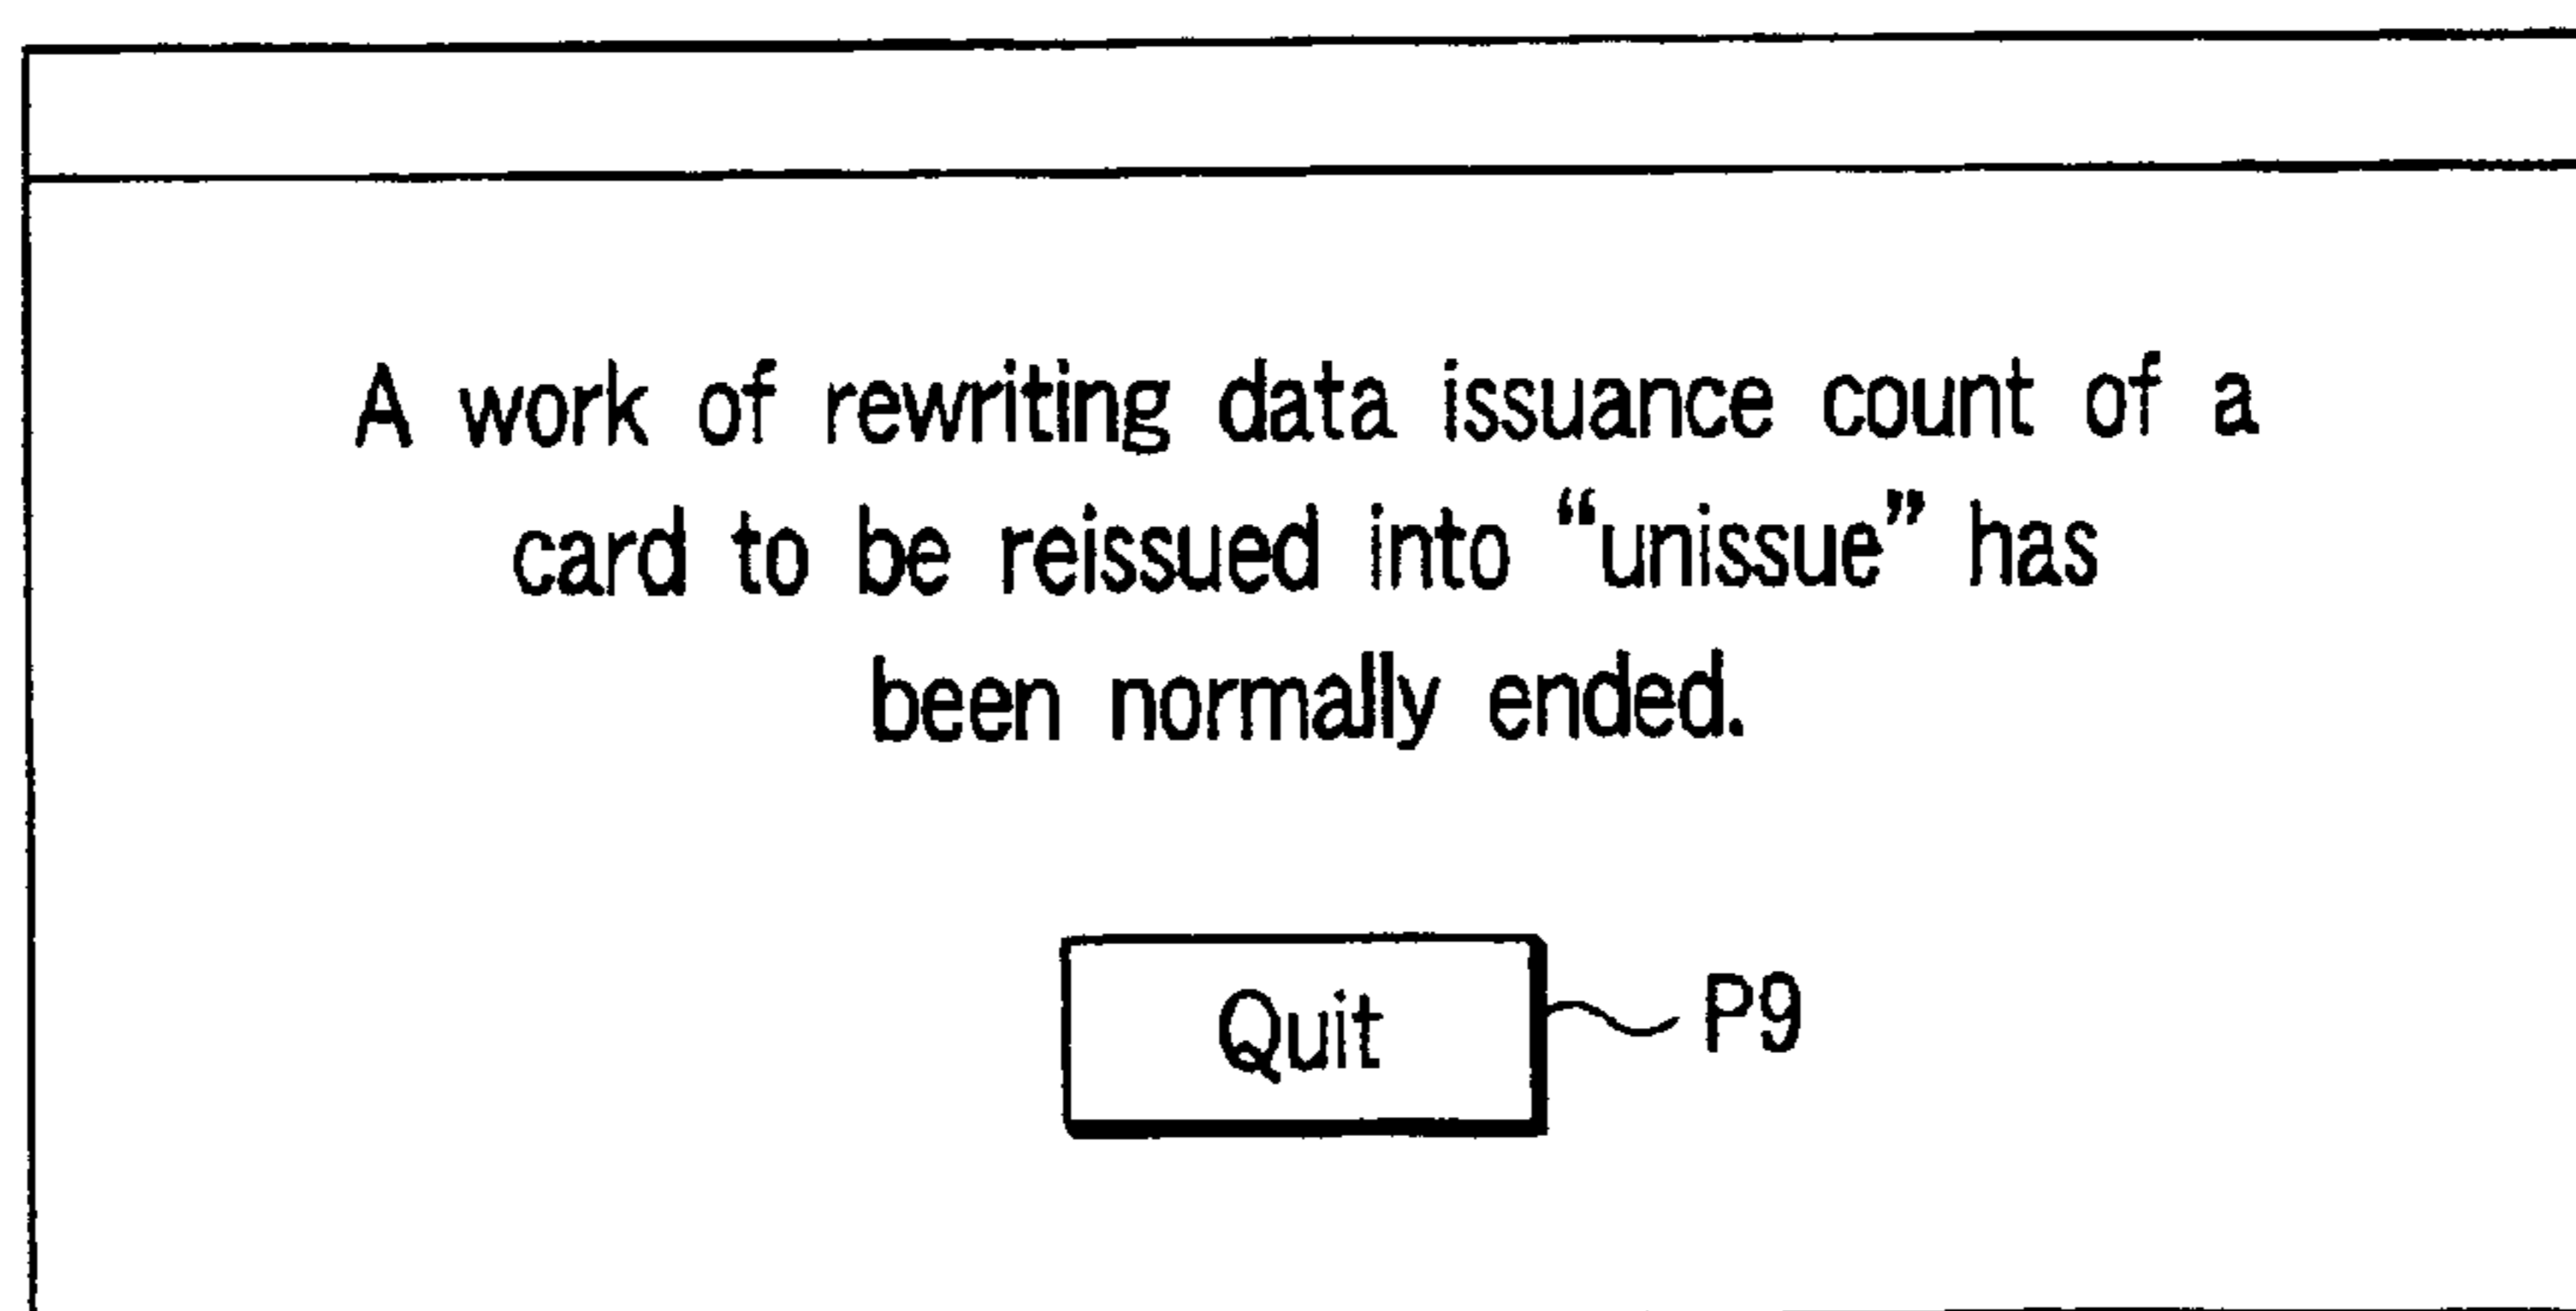 A work of rewriting data issuance count of a
card to be reissued into “unissue” has
been normally ended.
Quit
P9